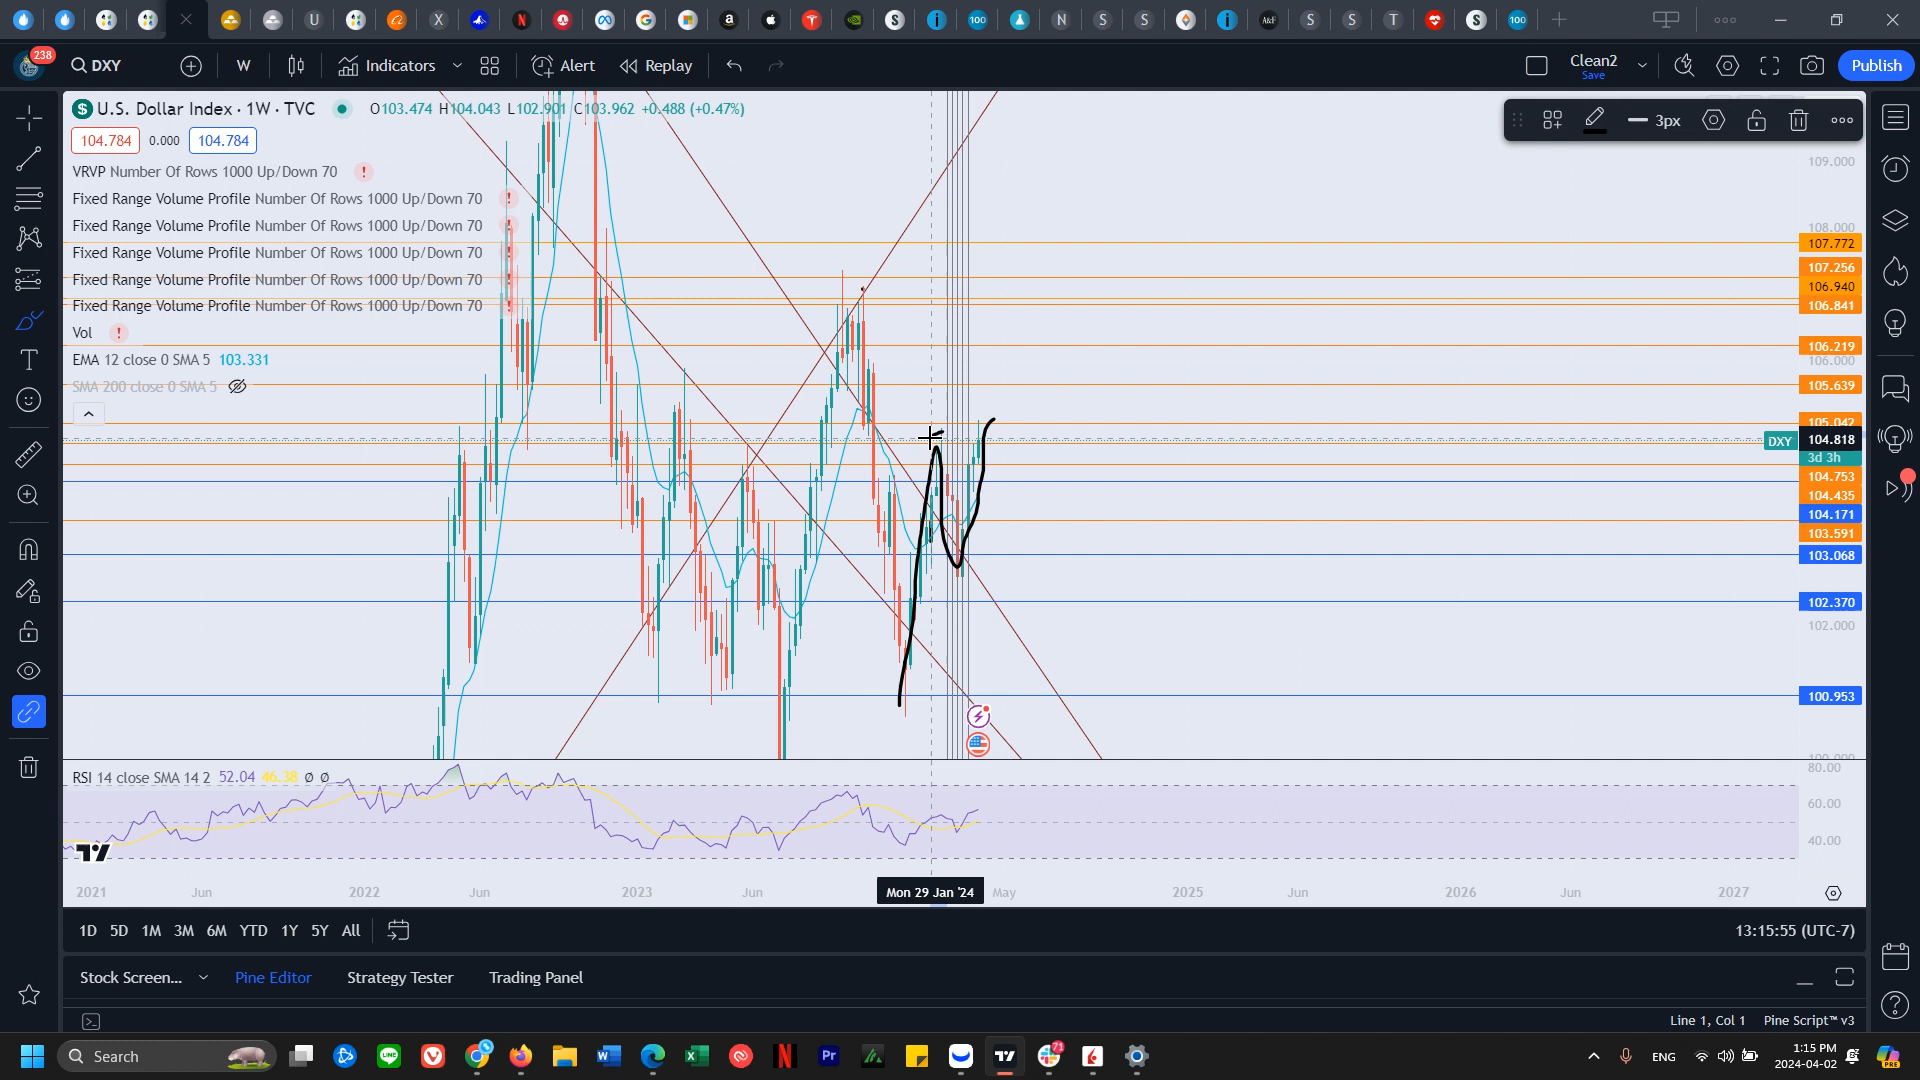 DXY
W
Indicators
Alert
Replay
Clean2
Save
Publish
238
U.S. Dollar Index · 1W · TVC
O103.474 H104.043 L102.901 C103.962 +0.488 (+0.47%)
104.784
0.000
104.784
3px
VRVP Number Of Rows 1000 Up/Down 70
Fixed Range Volume Profile Number Of Rows 1000 Up/Down 70
Fixed Range Volume Profile Number Of Rows 1000 Up/Down 70
Fixed Range Volume Profile Number Of Rows 1000 Up/Down 70
Fixed Range Volume Profile Number Of Rows 1000 Up/Down 70
Fixed Range Volume Profile Number Of Rows 1000 Up/Down 70
Vol
EMA 12 close 0 SMA 5 103.331
SMA 200 close 0 SMA 5
109.000
108.000
107.772
107.256
106.940
106.841
106.219
106.000
105.639
105.042
DXY
104.818
3d 3h
104.753
104.435
104.171
103.591
103.068
102.370
102.000
100.953
100.000
RSI 14 close SMA 14 2 52.04 46.38 Ø Ø
80.00
60.00
40.00
2021
Jun
2022
Jun
2023
Jun
Mon 29 Jan '24
May
2025
Jun
2026
Jun
2027
1D 5D 1M 3M 6M YTD 1Y 5Y All
13:15:55 (UTC-7)
Stock Screen...
Pine Editor
Strategy Tester
Trading Panel
Line 1, Col 1
Pine Script™ v3
Search
71
ENG
1:15 PM
2024-04-02